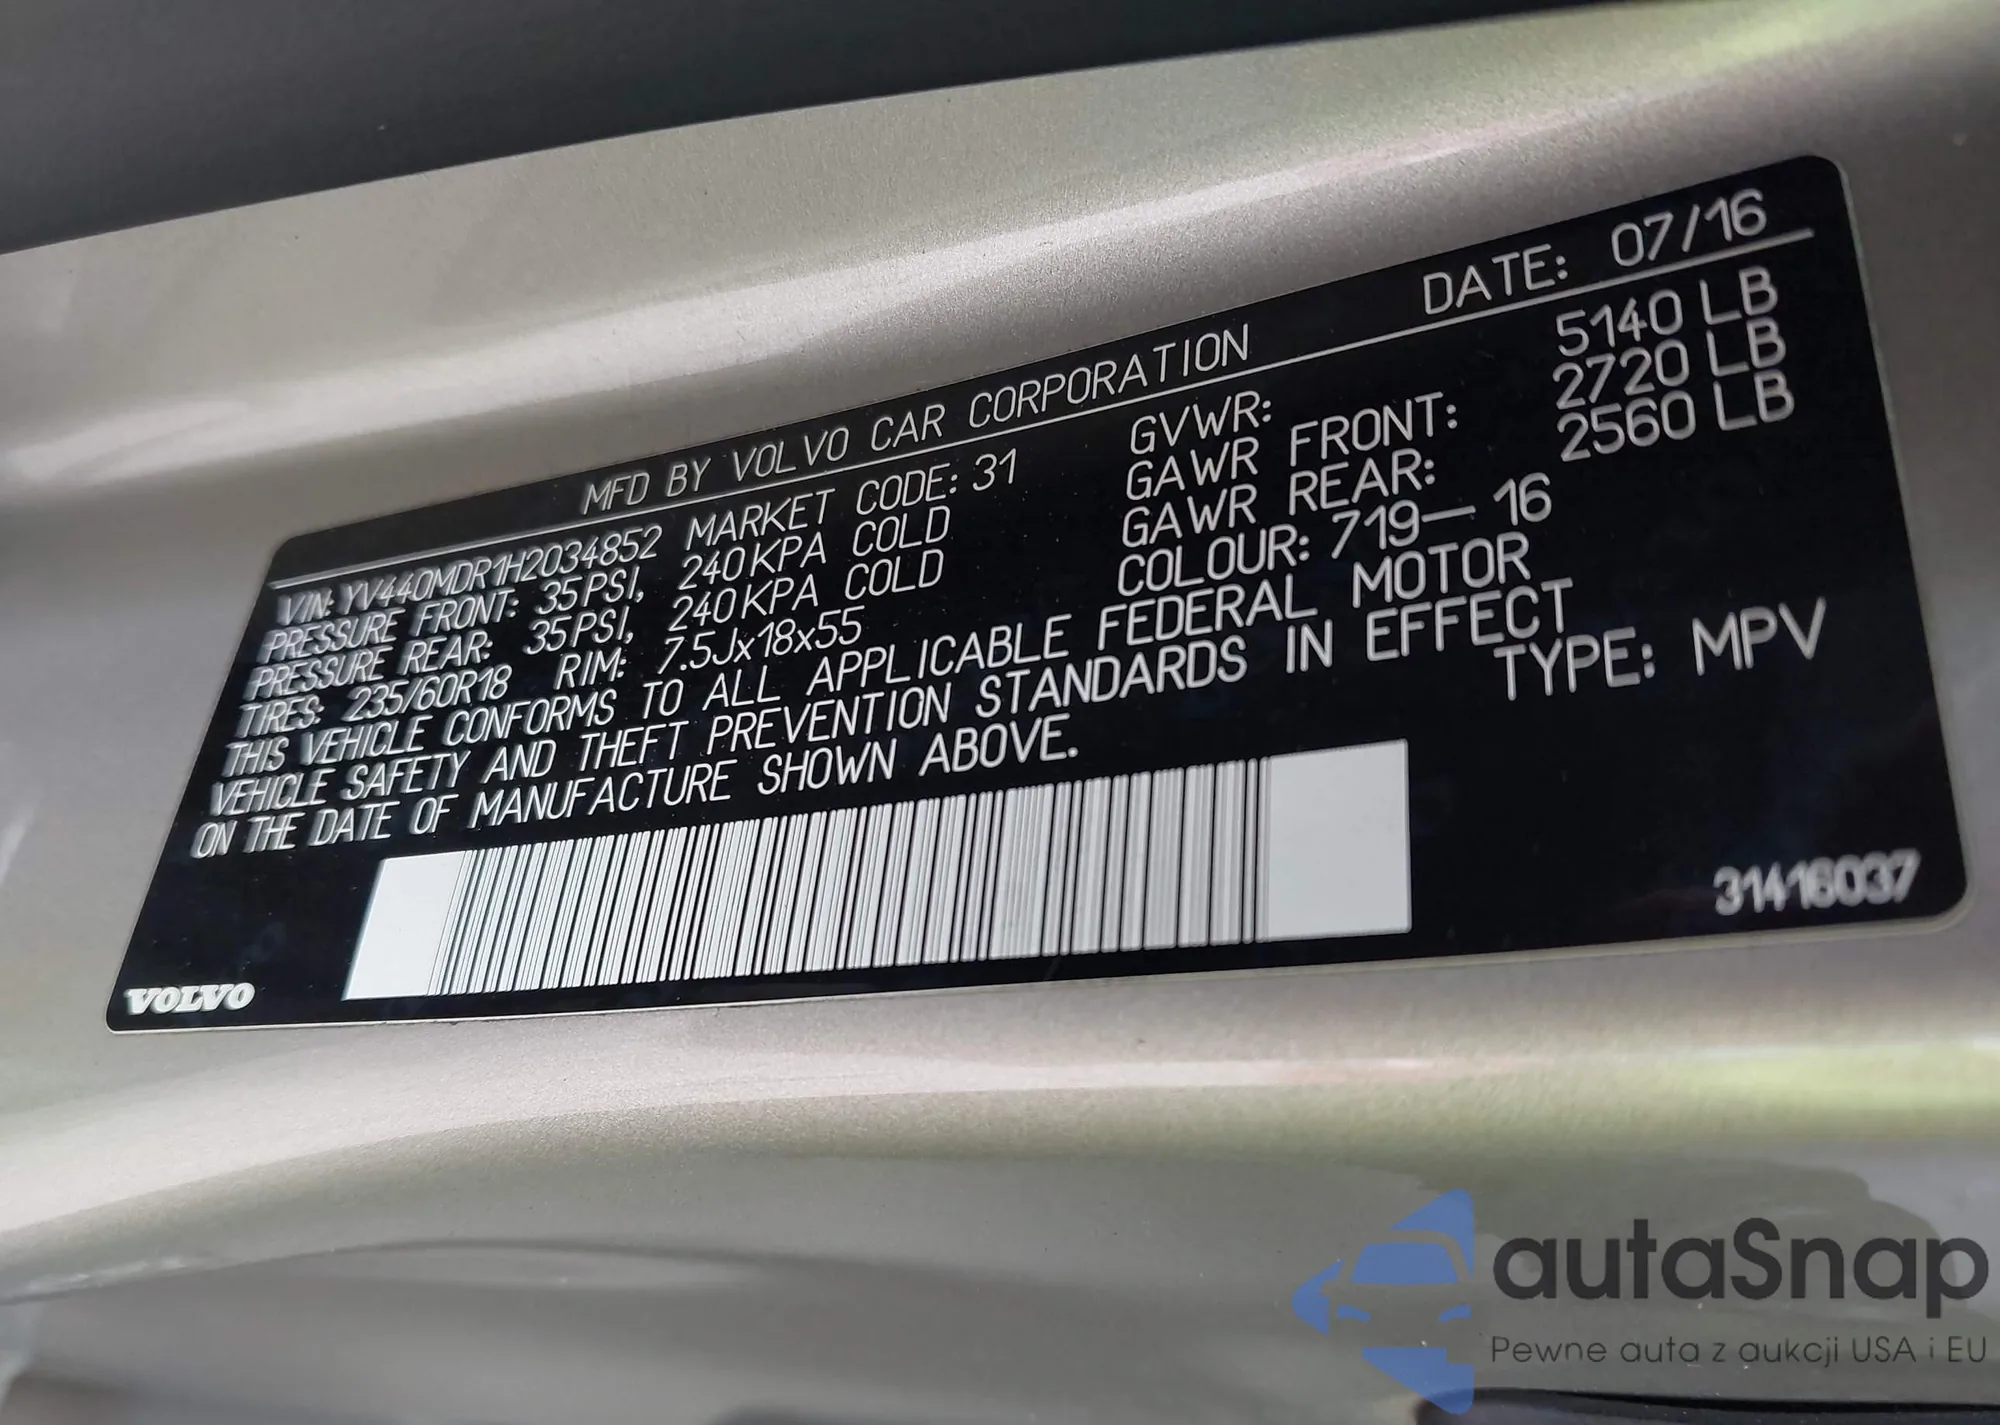 MFD BY VOLVO CAR CORPORATION DATE: 07/16
VIN: YV440MDR1H2034852 MARKET CODE: 31 GVWR: 5140 LB
PRESSURE FRONT: 35PSI, 240KPA COLD GAWR FRONT: 2720 LB
PRESSURE REAR: 35PSI, 240KPA COLD GAWR REAR: 2560 LB
TIRES: 235/60R18 RIM: 7.5Jx18x55 COLOUR: 719— 16
THIS VEHICLE CONFORMS TO ALL APPLICABLE FEDERAL MOTOR
VEHICLE SAFETY AND THEFT PREVENTION STANDARDS IN EFFECT
ON THE DATE OF MANUFACTURE SHOWN ABOVE. TYPE: MPV
31416037
VOLVO
autaSnap
Pewne auta z aukcji USA i EU